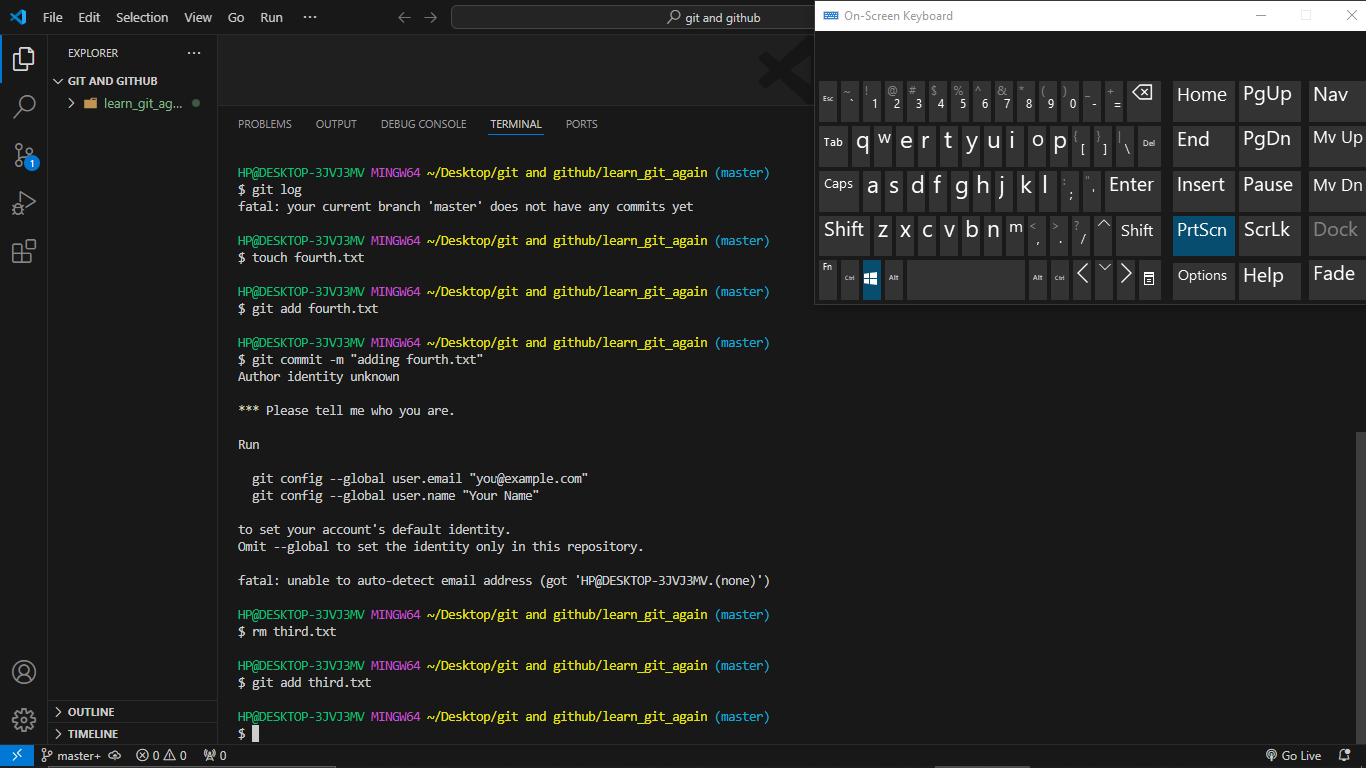 File Edit Selection View Go Run ···
git and github
On-Screen Keyboard
EXPLORER ···
GIT AND GITHUB
learn_git_ag...
PROBLEMS OUTPUT DEBUG CONSOLE TERMINAL PORTS
HP@DESKTOP-3JVJ3MV MINGW64 ~/Desktop/git and github/learn_git_again (master)
$ git log
fatal: your current branch 'master' does not have any commits yet
HP@DESKTOP-3JVJ3MV MINGW64 ~/Desktop/git and github/learn_git_again (master)
$ touch fourth.txt
HP@DESKTOP-3JVJ3MV MINGW64 ~/Desktop/git and github/learn_git_again (master)
$ git add fourth.txt
HP@DESKTOP-3JVJ3MV MINGW64 ~/Desktop/git and github/learn_git_again (master)
$ git commit -m "adding fourth.txt"
Author identity unknown
*** Please tell me who you are.
Run
git config --global user.email "you@example.com"
git config --global user.name "Your Name"
to set your account's default identity.
Omit --global to set the identity only in this repository.
fatal: unable to auto-detect email address (got 'HP@DESKTOP-3JVJ3MV.(none)')
HP@DESKTOP-3JVJ3MV MINGW64 ~/Desktop/git and github/learn_git_again (master)
$ rm third.txt
HP@DESKTOP-3JVJ3MV MINGW64 ~/Desktop/git and github/learn_git_again (master)
$ git add third.txt
HP@DESKTOP-3JVJ3MV MINGW64 ~/Desktop/git and github/learn_git_again (master)
$
Esc ~ ` ! 1 @ 2 # 3 $ 4 % 5 ^ 6 & 7 * 8 ( 9 ) 0 _ - + = Home PgUp Nav
Tab q w e r t y u i o p { [ } ] | \ Del End PgDn Mv Up
Caps a s d f g h j k l : ; " ' Enter Insert Pause Mv Dn
Shift z x c v b n m < , > . ? / ^ Shift PrtScn ScrLk Dock
Fn Ctrl Alt Alt Ctrl Options Help Fade
1
OUTLINE
TIMELINE
master+ 0 0 0 Go Live